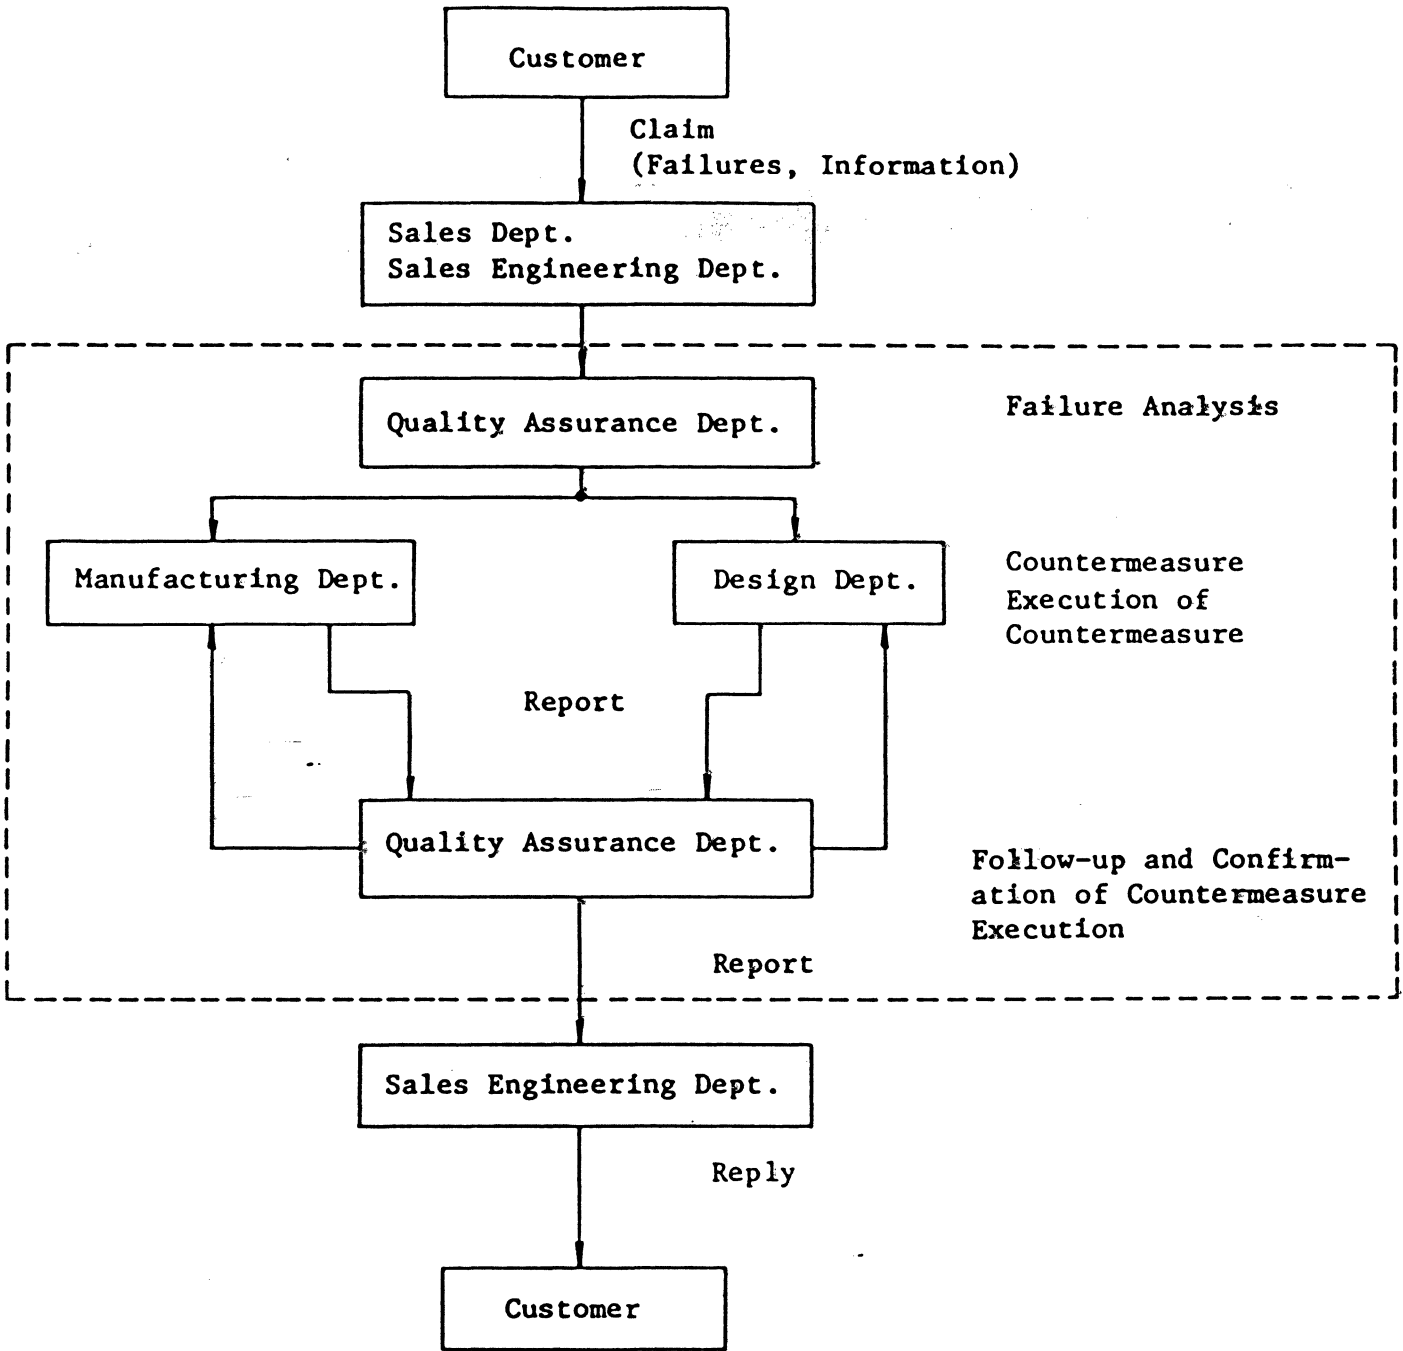 Customer
Claim
(Failures, Information)
Sales Dept.
Sales Engineering Dept.
Quality Assurance Dept.
Failure Analysis
Manufacturing Dept.
Design Dept.
Countermeasure
Execution of
Countermeasure
Report
Quality Assurance Dept.
Follow-up and Confirm-
ation of Countermeasure
Execution
Report
Sales Engineering Dept.
Reply
Customer